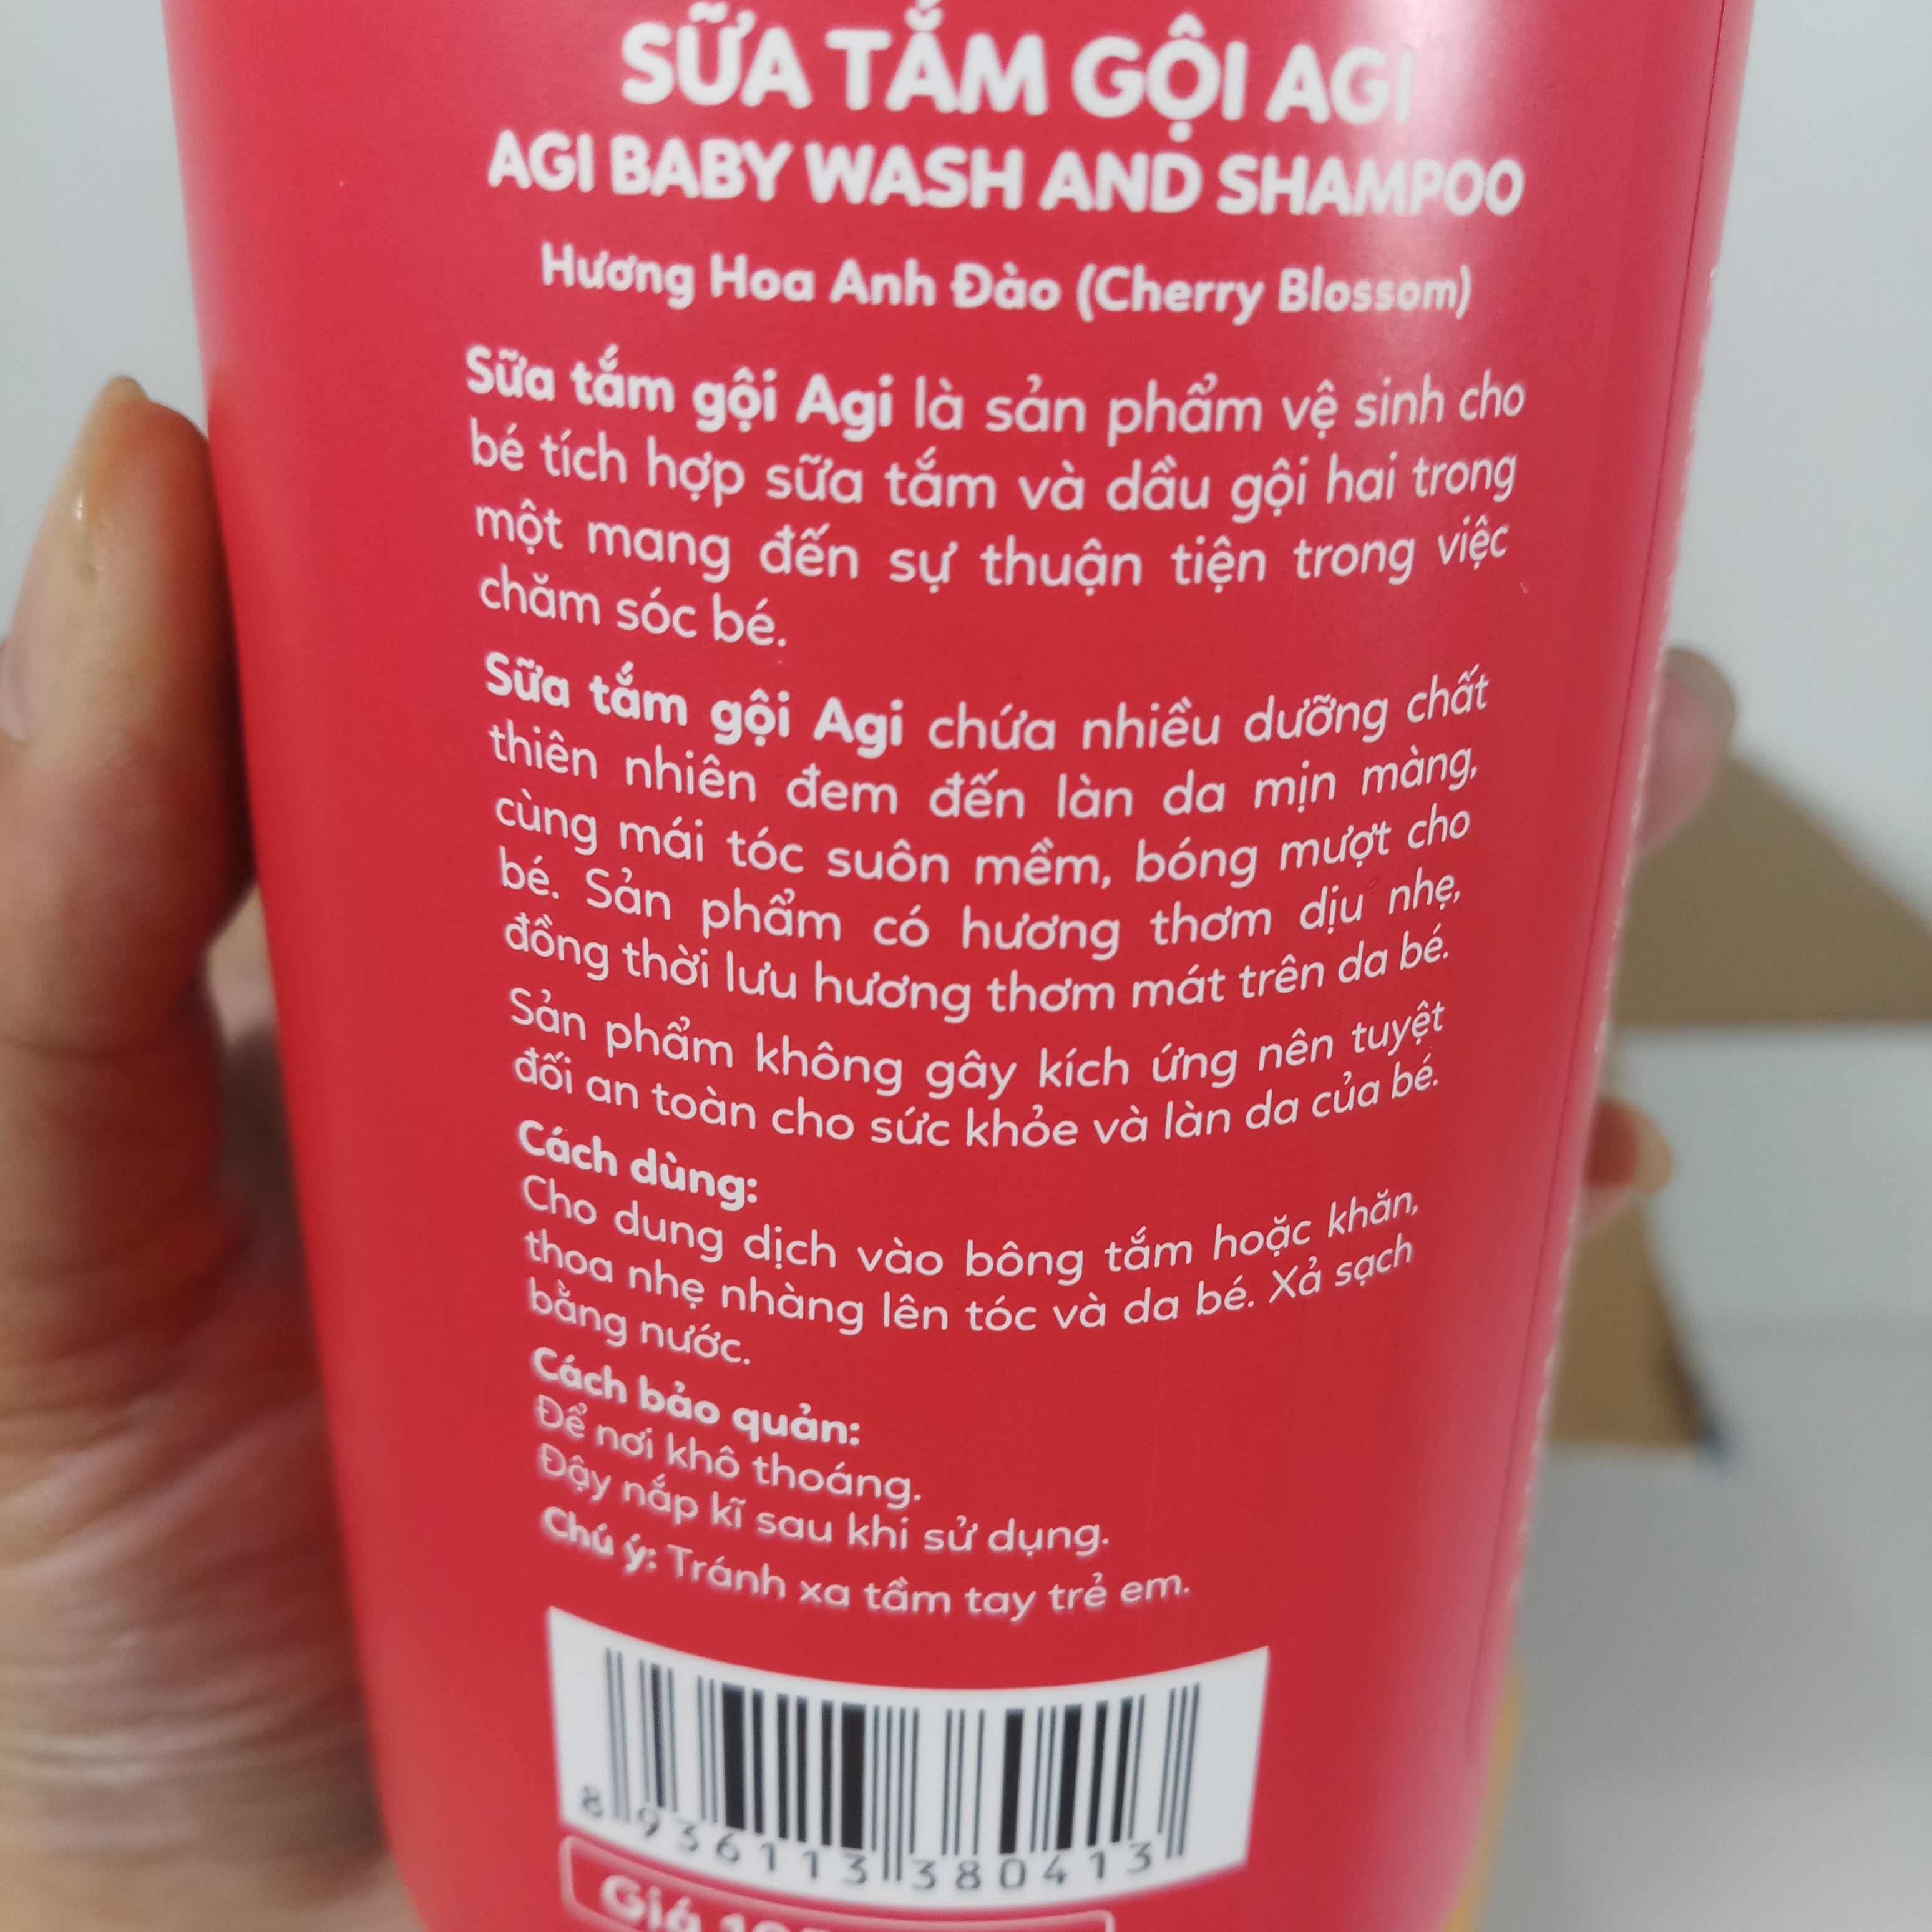 SỮA TẮM GỘI AGI
AGI BABY WASH AND SHAMPOO
Hương Hoa Anh Đào (Cherry Blossom)
Sữa tắm gội Agi là sản phẩm vệ sinh cho
bé tích hợp sữa tắm và dầu gội hai trong
một mang đến sự thuận tiện trong việc
chăm sóc bé.
Sữa tắm gội Agi chứa nhiều dưỡng chất
thiên nhiên đem đến làn da mịn màng,
cùng mái tóc suôn mềm, bóng mượt cho
bé. Sản phẩm có hương thơm dịu nhẹ,
đồng thời lưu hương thơm mát trên da bé.
Sản phẩm không gây kích ứng nên tuyệt
đối an toàn cho sức khỏe và làn da của bé.
Cách dùng:
Cho dung dịch vào bông tắm hoặc khăn,
thoa nhẹ nhàng lên tóc và da bé. Xả sạch
bằng nước.
Cách bảo quản:
Để nơi khô thoáng.
Đậy nắp kĩ sau khi sử dụng.
Chú ý: Tránh xa tầm tay trẻ em.
8 936113 380413
Giá